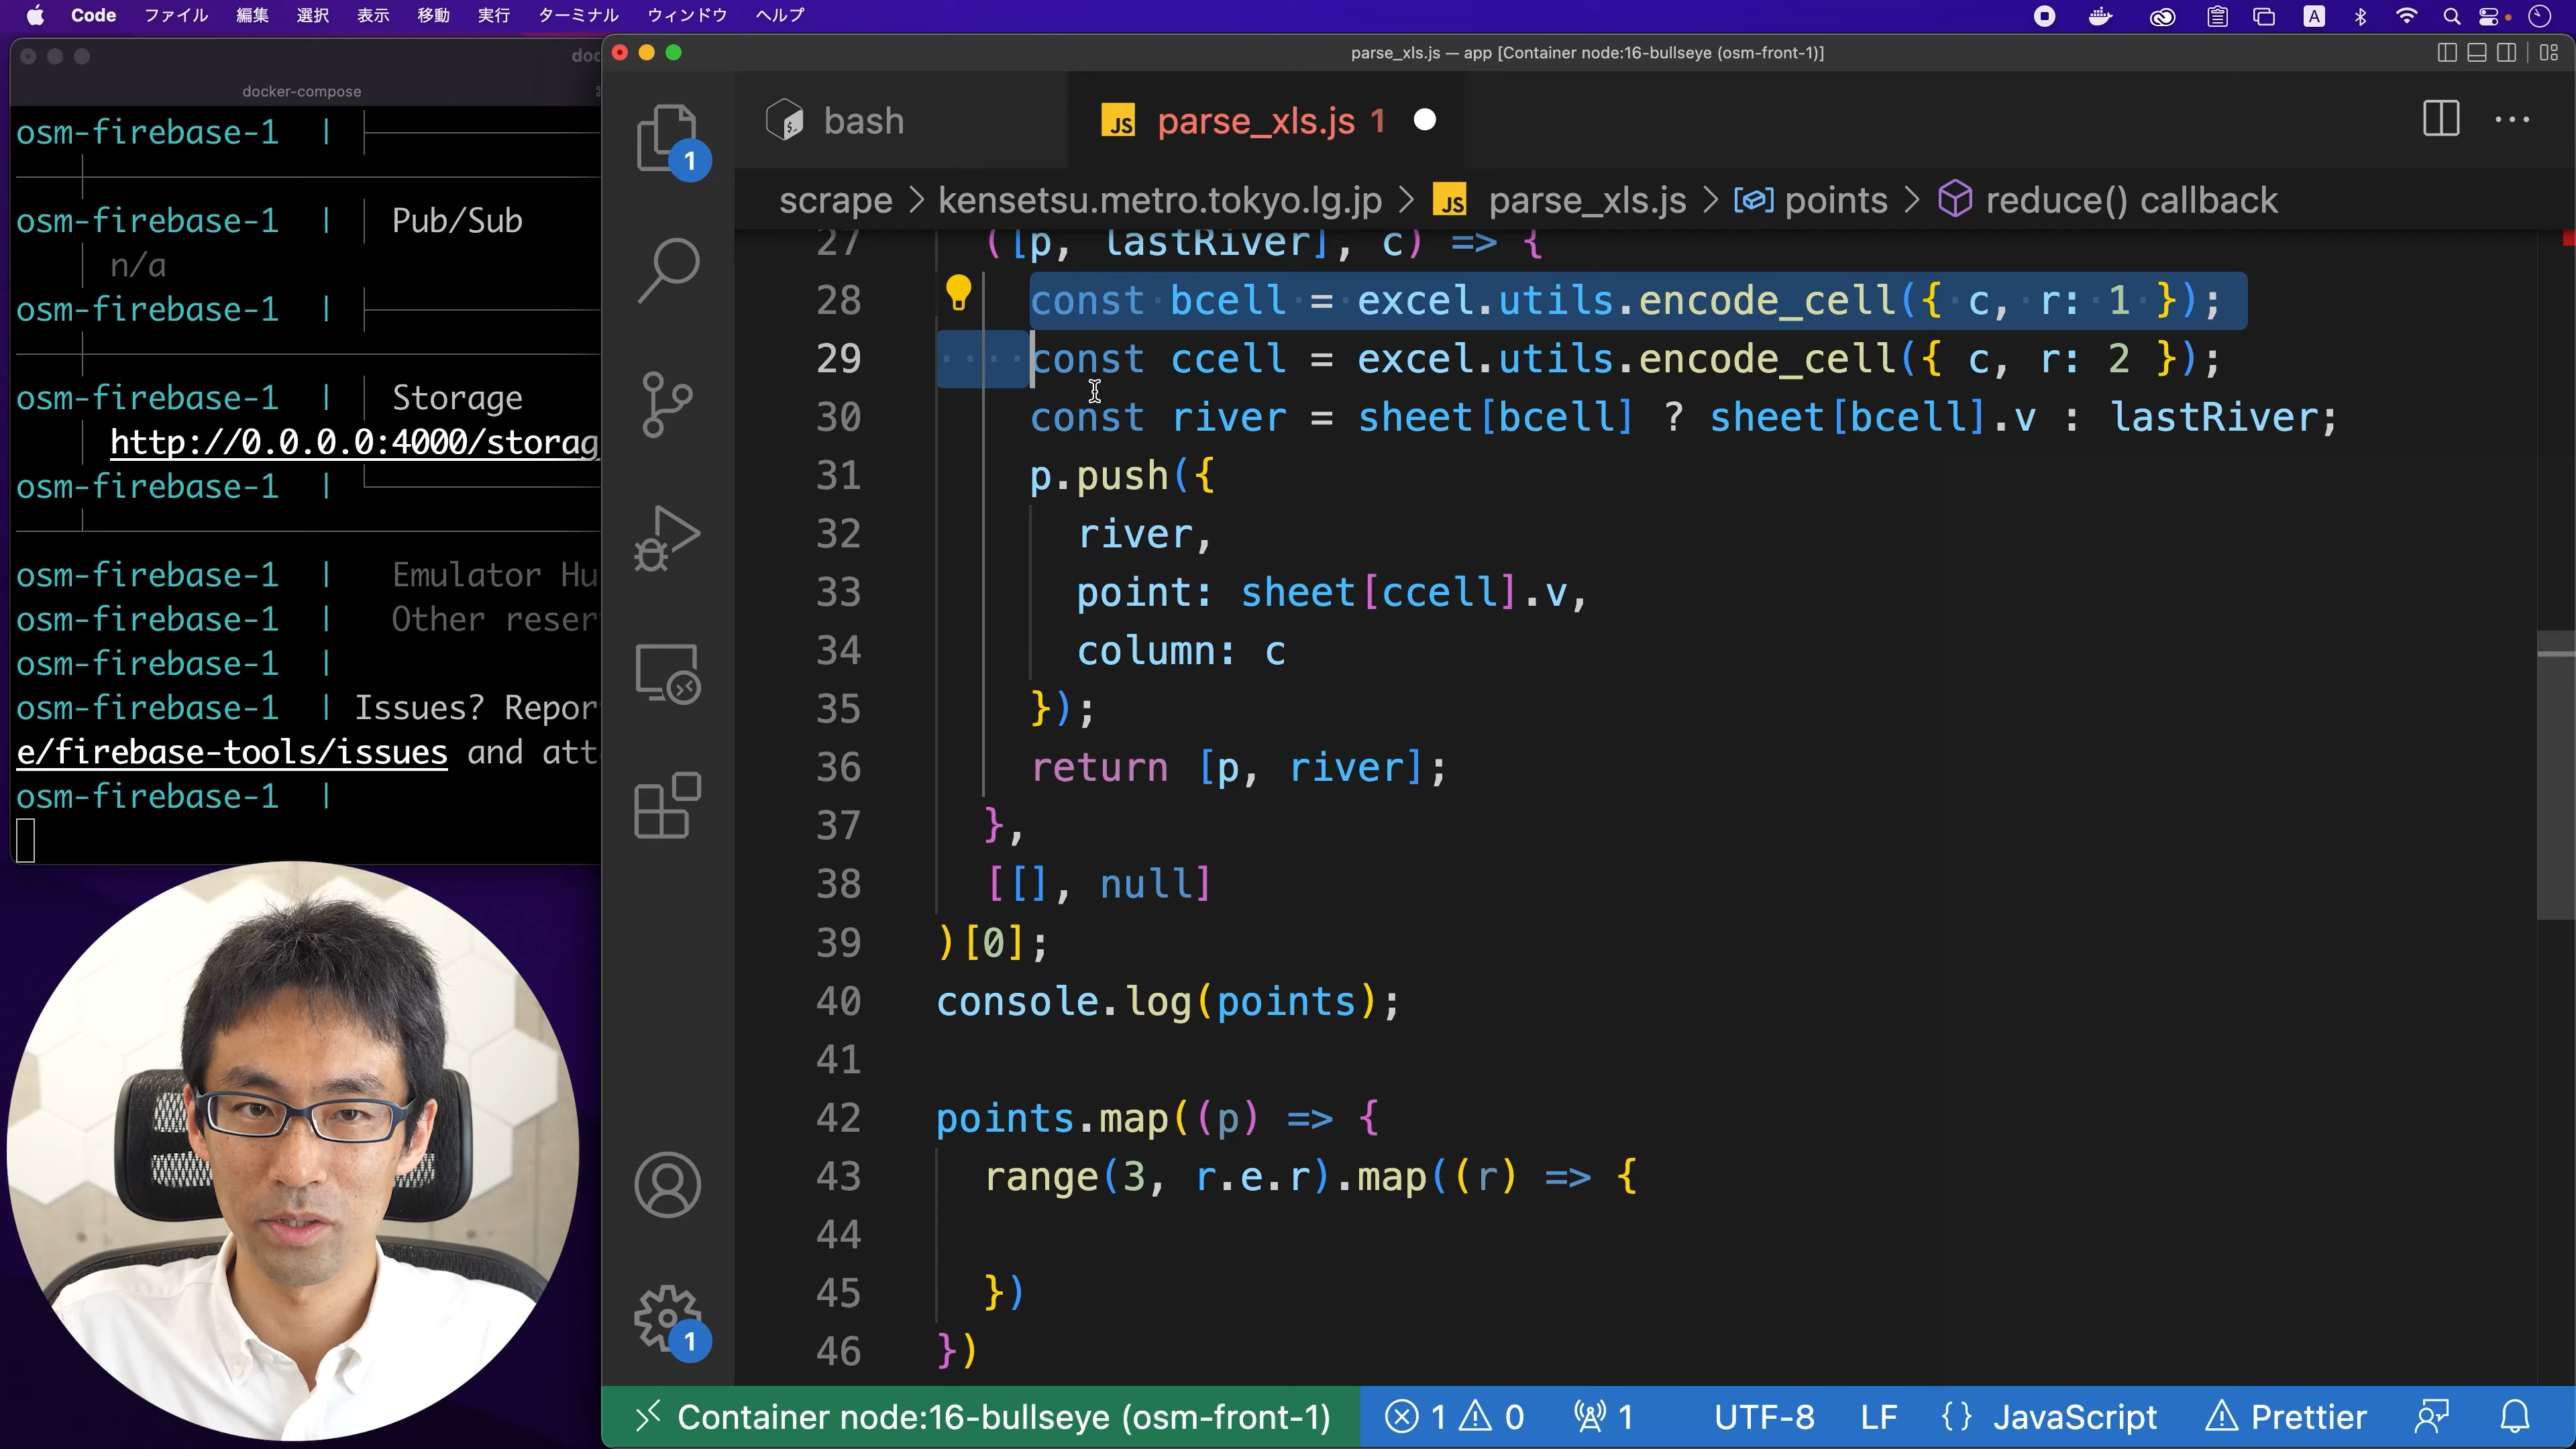 Code ファイル 編集 選択 表示 移動 実行 ターミナル ウィンドウ ヘルプ
A
docker-compose
osm-firebase-1 |
osm-firebase-1 | Pub/Sub
n/a
osm-firebase-1 |
osm-firebase-1 | Storage
http://0.0.0.0:4000/storag
osm-firebase-1 |
osm-firebase-1 | Emulator Hu
osm-firebase-1 | Other reser
osm-firebase-1 |
osm-firebase-1 | Issues? Repor
e/firebase-tools/issues and att
osm-firebase-1 |
parse_xls.js — app [Container node:16-bullseye (osm-front-1)]
bash
JS parse_xls.js 1
1
scrape > kensetsu.metro.tokyo.lg.jp > JS parse_xls.js > points > reduce() callback
27 ([p, lastRiver], c) => {
28 const bcell = excel.utils.encode_cell({ c, r: 1 });
29 const ccell = excel.utils.encode_cell({ c, r: 2 });
30 const river = sheet[bcell] ? sheet[bcell].v : lastRiver;
31 p.push({
32 river,
33 point: sheet[ccell].v,
34 column: c
35 });
36 return [p, river];
37 },
38 [[], null]
39 )[0];
40 console.log(points);
41
42 points.map((p) => {
43 range(3, r.e.r).map((r) => {
44
45 })
46 })
1
Container node:16-bullseye (osm-front-1) 1 0 1 UTF-8 LF {} JavaScript Prettier